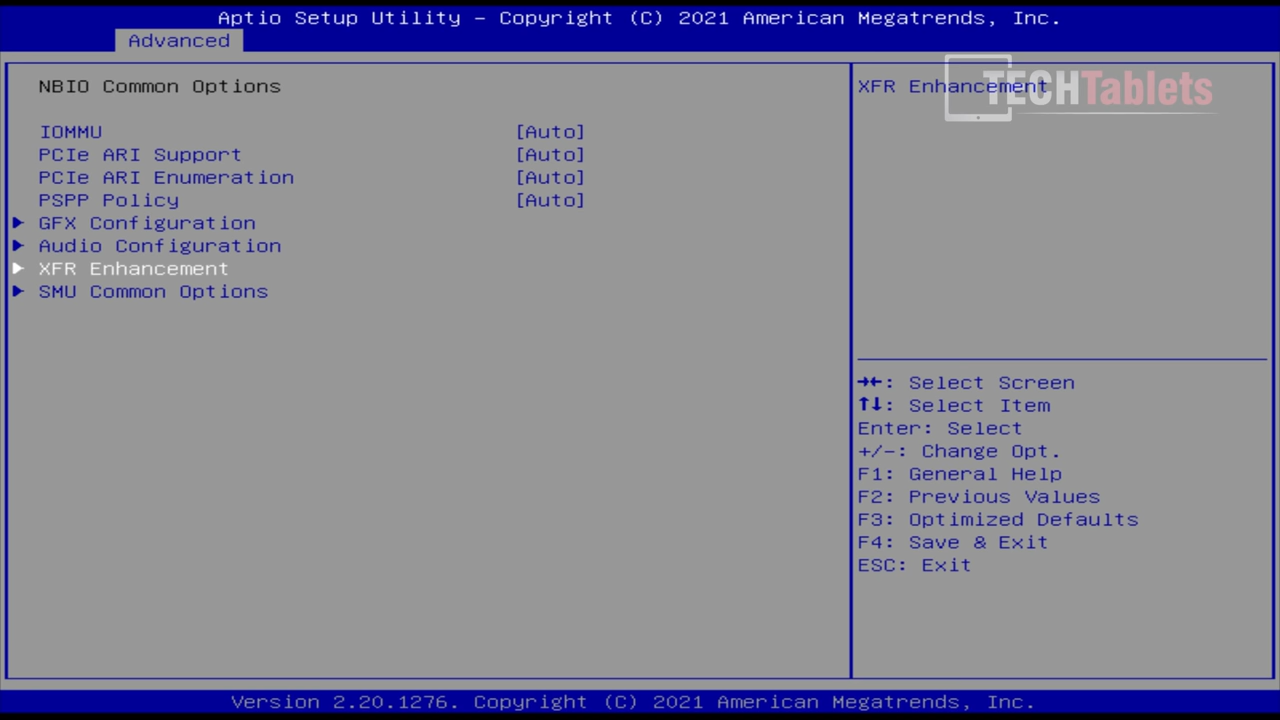 Aptio Setup Utility – Copyright (C) 2021 American Megatrends, Inc.
Advanced
NBIO Common Options
IOMMU [Auto]
PCIe ARI Support [Auto]
PCIe ARI Enumeration [Auto]
PSPP Policy [Auto]
GFX Configuration
Audio Configuration
XFR Enhancement
SMU Common Options
XFR Enhancement
TECHTablets
→←: Select Screen
↑↓: Select Item
Enter: Select
+/-: Change Opt.
F1: General Help
F2: Previous Values
F3: Optimized Defaults
F4: Save & Exit
ESC: Exit
Version 2.20.1276. Copyright (C) 2021 American Megatrends, Inc.